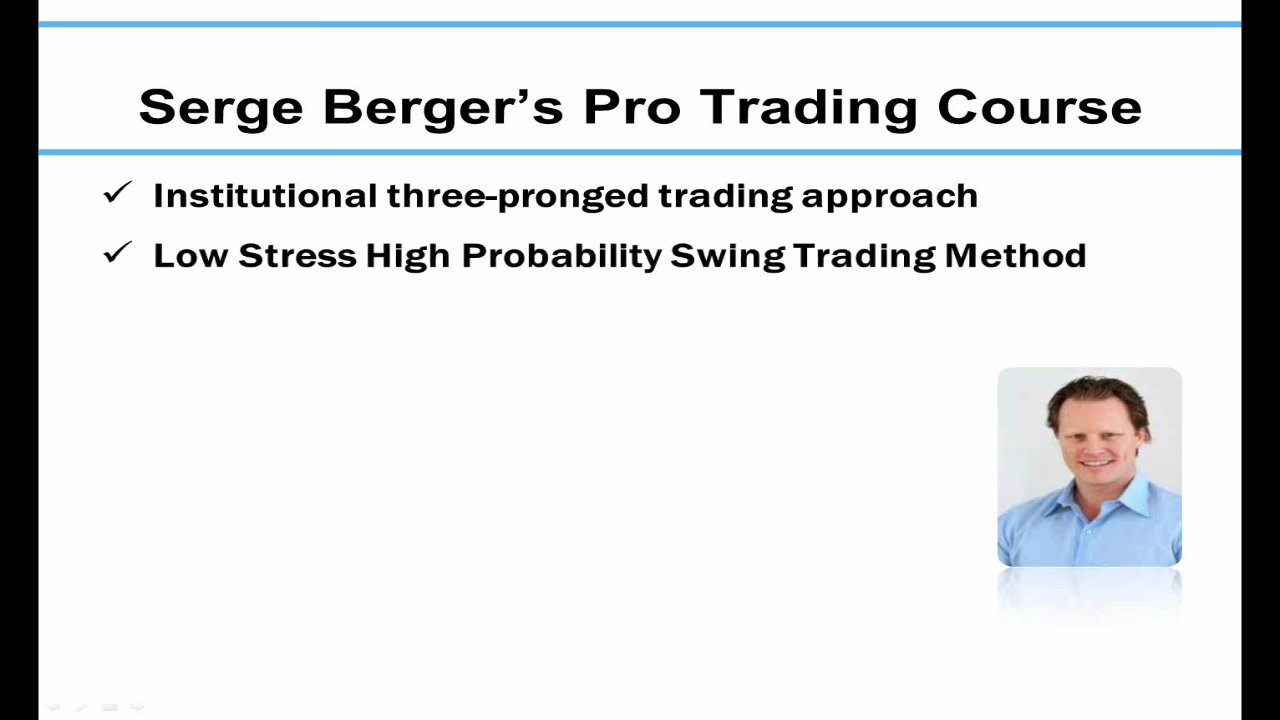 Serge Berger’s Pro Trading Course
✓ Institutional three-pronged trading approach
✓ Low Stress High Probability Swing Trading Method